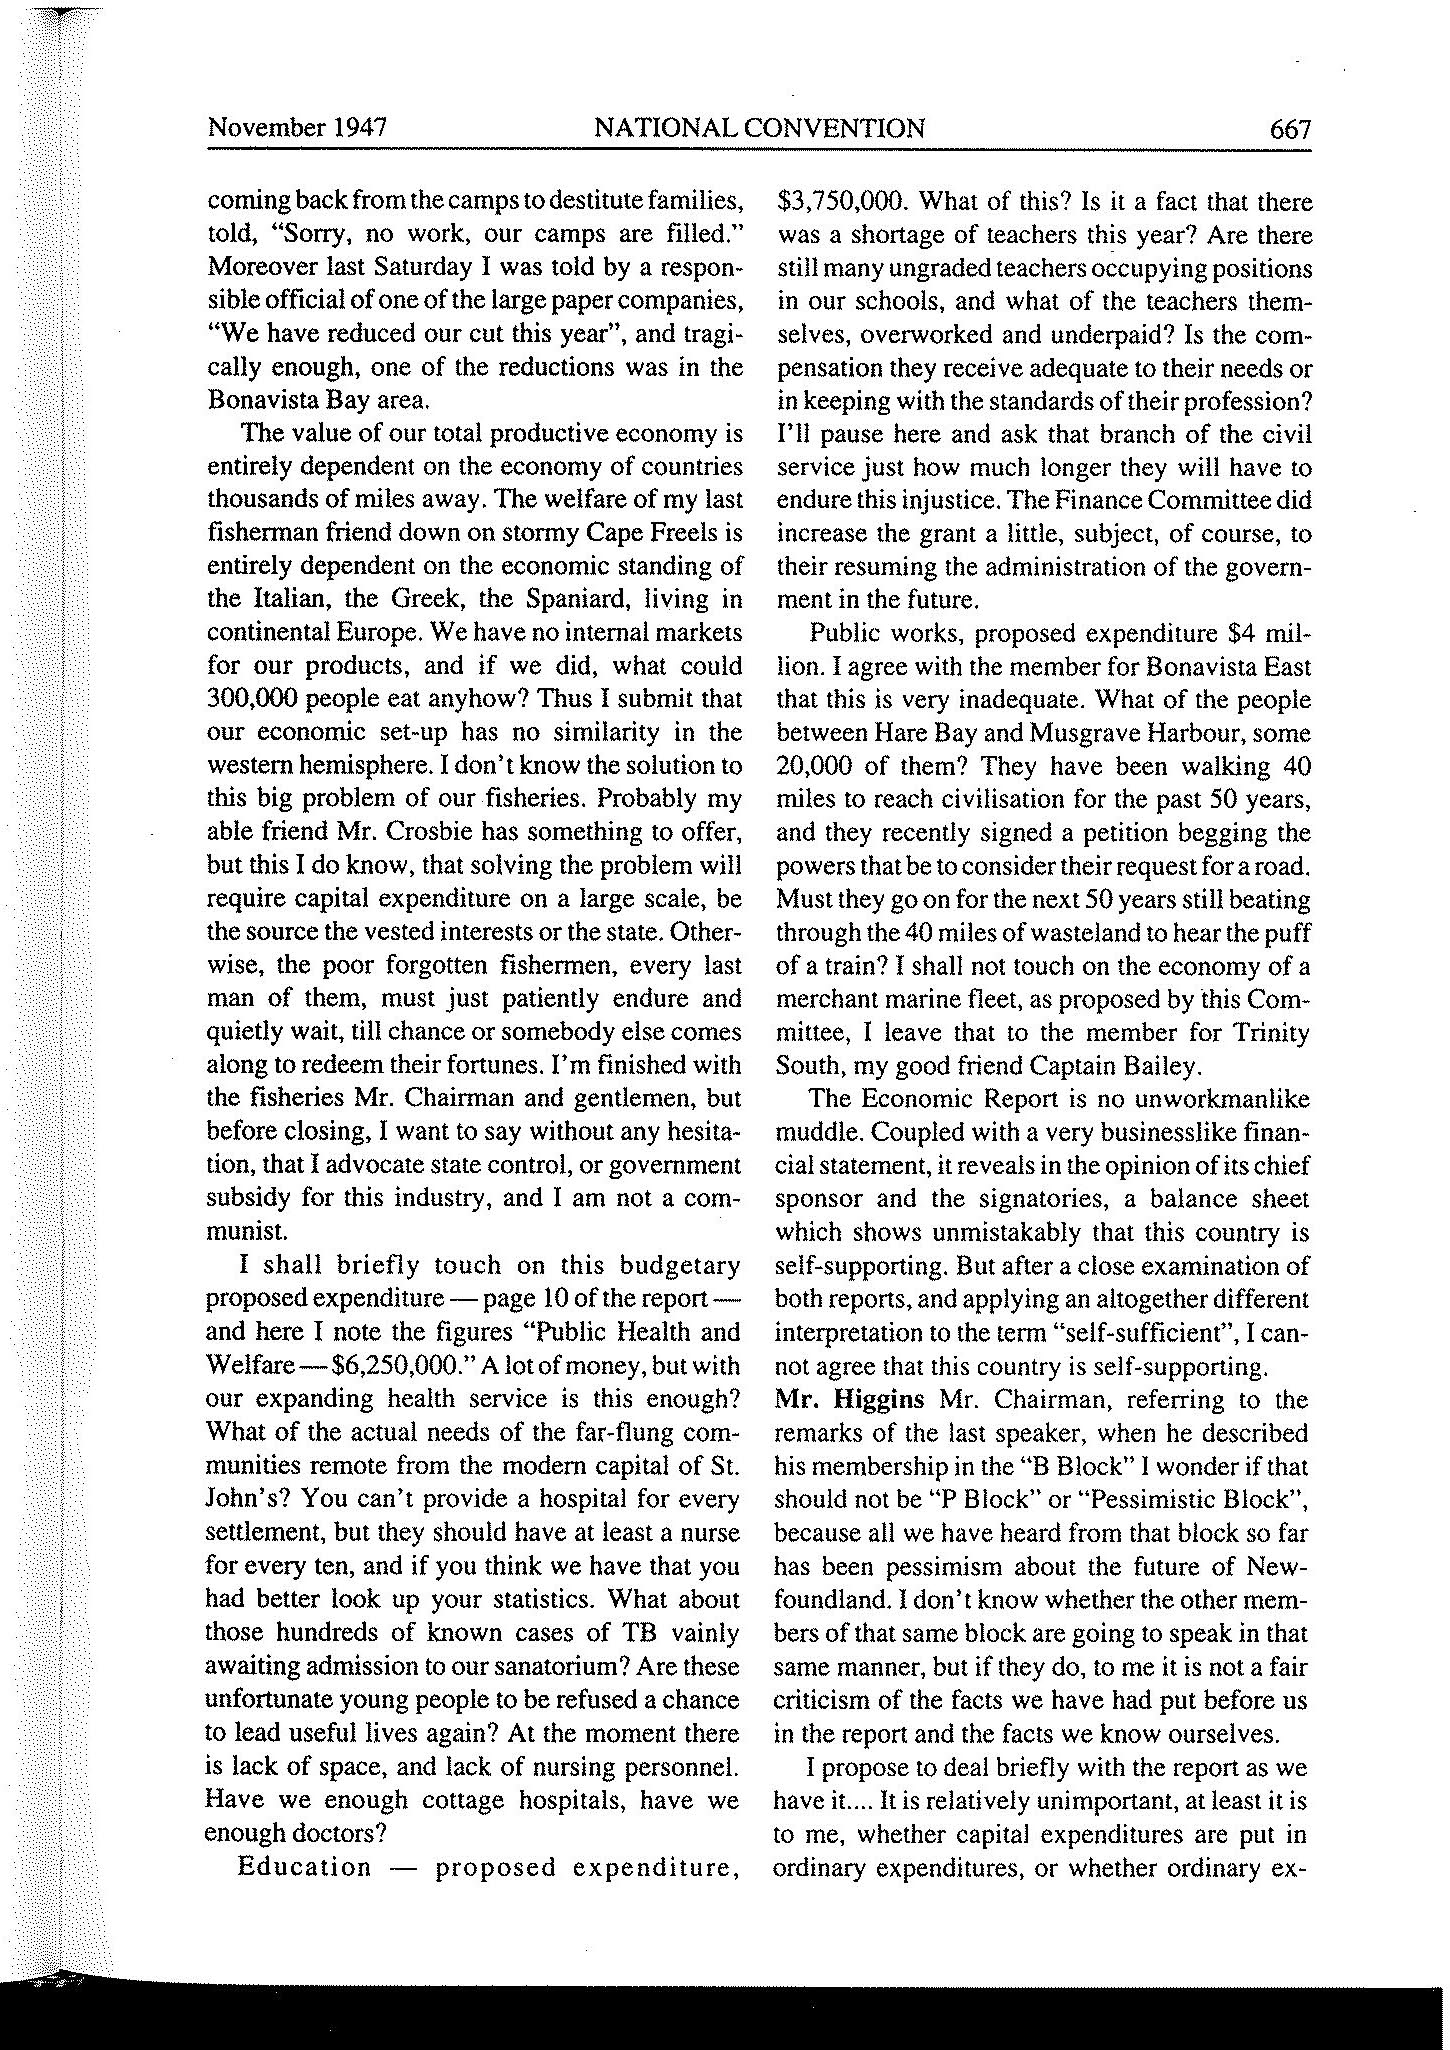 November 1947
NATIONAL CONVENTION
667
coming back from the camps to destitute families,
told, “Sorry, no work, our camps are filled.”
Moreover last Saturday I was told by a respon-
sible official of one of the large paper companies,
“We have reduced our cut this year”, and tragi-
cally enough, one of the reductions was in the
Bonavista Bay area.
The value of our total productive economy is
entirely dependent on the economy of countries
thousands of miles away. The welfare of my last
fisherman friend down on stormy Cape Freels is
entirely dependent on the economic standing of
the Italian, the Greek, the Spaniard, living in
continental Europe. We have no internal markets
for our products, and if we did, what could
300,000 people eat anyhow? Thus I submit that
our economic set-up has no similarity in the
western hemisphere. I don't know the solution to
this big problem of our fisheries. Probably my
able friend Mr. Crosbie has something to offer,
but this I do know, that solving the problem will
require capital expenditure on a large scale, be
the source the vested interests or the state. Other-
wise, the poor forgotten fishermen, every last
man of them, must just patiently endure and
quietly wait, till chance or somebody else comes
along to redeem their fortunes. I'm finished with
the fisheries Mr. Chairman and gentlemen, but
before closing, I want to say without any hesita-
tion, that I advocate state control, or government
subsidy for this industry, and I am not a com-
munist.
I shall briefly touch on this budgetary
proposed expenditure — page 10 of the report —
and here I note the figures “Public Health and
Welfare — $6,250,000.” A lot of money, but with
our expanding health service is this enough?
What of the actual needs of the far-flung com-
munities remote from the modern capital of St.
John's? You can't provide a hospital for every
settlement, but they should have at least a nurse
for every ten, and if you think we have that you
had better look up your statistics. What about
those hundreds of known cases of TB vainly
awaiting admission to our sanatorium? Are these
unfortunate young people to be refused a chance
to lead useful lives again? At the moment there
is lack of space, and lack of nursing personnel.
Have we enough cottage hospitals, have we
enough doctors?
Education — proposed expenditure,
$3,750,000. What of this? Is it a fact that there
was a shortage of teachers this year? Are there
still many ungraded teachers occupying positions
in our schools, and what of the teachers them-
selves, overworked and underpaid? Is the com-
pensation they receive adequate to their needs or
in keeping with the standards of their profession?
I'll pause here and ask that branch of the civil
service just how much longer they will have to
endure this injustice. The Finance Committee did
increase the grant a little, subject, of course, to
their resuming the administration of the govern-
ment in the future.
Public works, proposed expenditure $4 mil-
lion. I agree with the member for Bonavista East
that this is very inadequate. What of the people
between Hare Bay and Musgrave Harbour, some
20,000 of them? They have been walking 40
miles to reach civilisation for the past 50 years,
and they recently signed a petition begging the
powers that be to consider their request for a road.
Must they go on for the next 50 years still beating
through the 40 miles of wasteland to hear the puff
of a train? I shall not touch on the economy of a
merchant marine fleet, as proposed by this Com-
mittee, I leave that to the member for Trinity
South, my good friend Captain Bailey.
The Economic Report is no unworkmanlike
muddle. Coupled with a very businesslike finan-
cial statement, it reveals in the opinion of its chief
sponsor and the signatories, a balance sheet
which shows unmistakably that this country is
self-supporting. But after a close examination of
both reports, and applying an altogether different
interpretation to the term “self-sufficient”, I can-
not agree that this country is self-supporting.
Mr. Higgins Mr. Chairman, referring to the
remarks of the last speaker, when he described
his membership in the “B Block” I wonder if that
should not be “P Block” or “Pessimistic Block”,
because all we have heard from that block so far
has been pessimism about the future of New-
foundland. I don't know whether the other mem-
bers of that same block are going to speak in that
same manner, but if they do, to me it is not a fair
criticism of the facts we have had put before us
in the report and the facts we know ourselves.
I propose to deal briefly with the report as we
have it.... It is relatively unimportant, at least it is
to me, whether capital expenditures are put in
ordinary expenditures, or whether ordinary ex-